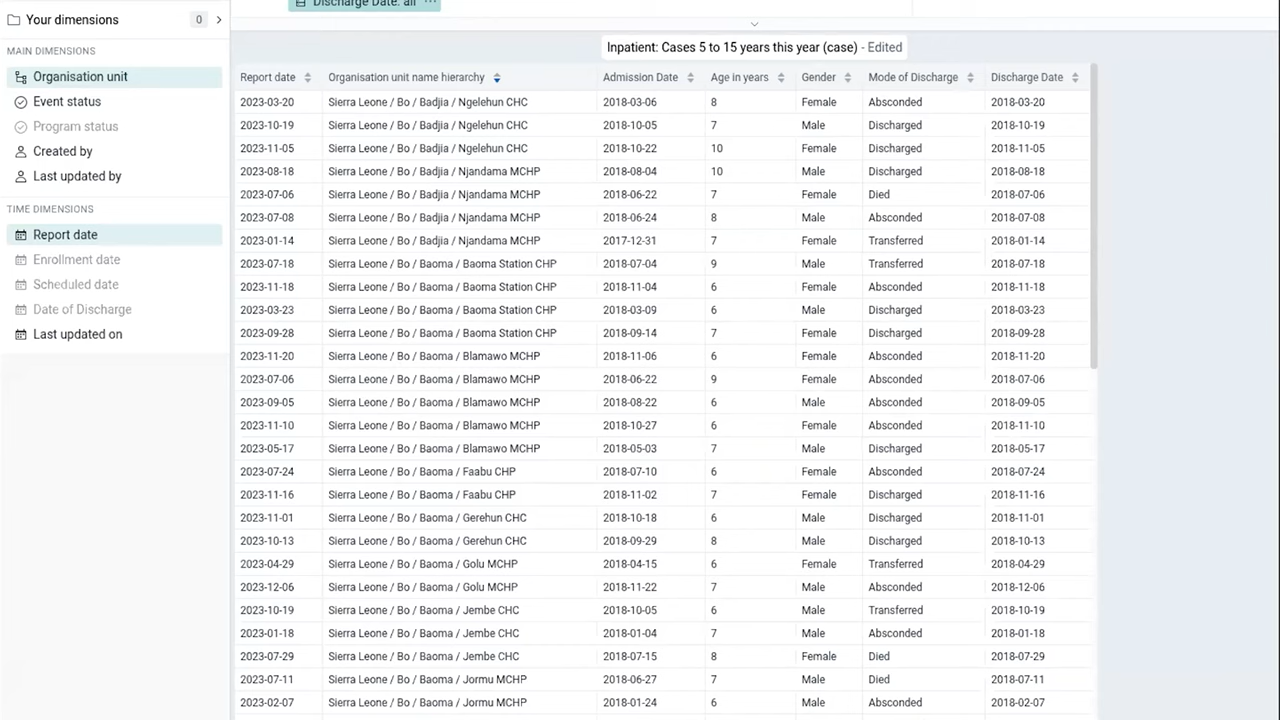 Discharge Date: all ...
Your dimensions 0
MAIN DIMENSIONS
Organisation unit
Event status
Program status
Created by
Last updated by
TIME DIMENSIONS
Report date
Enrollment date
Scheduled date
Date of Discharge
Last updated on
Inpatient: Cases 5 to 15 years this year (case) - Edited
Report date Organisation unit name hierarchy Admission Date Age in years Gender Mode of Discharge Discharge Date
2023-03-20 Sierra Leone / Bo / Badjia / Ngelehun CHC 2018-03-06 8 Female Absconded 2018-03-20
2023-10-19 Sierra Leone / Bo / Badjia / Ngelehun CHC 2018-10-05 7 Male Discharged 2018-10-19
2023-11-05 Sierra Leone / Bo / Badjia / Ngelehun CHC 2018-10-22 10 Female Discharged 2018-11-05
2023-08-18 Sierra Leone / Bo / Badjia / Njandama MCHP 2018-08-04 10 Male Discharged 2018-08-18
2023-07-06 Sierra Leone / Bo / Badjia / Njandama MCHP 2018-06-22 7 Female Died 2018-07-06
2023-07-08 Sierra Leone / Bo / Badjia / Njandama MCHP 2018-06-24 8 Male Absconded 2018-07-08
2023-01-14 Sierra Leone / Bo / Badjia / Njandama MCHP 2017-12-31 7 Female Transferred 2018-01-14
2023-07-18 Sierra Leone / Bo / Baoma / Baoma Station CHP 2018-07-04 9 Male Transferred 2018-07-18
2023-11-18 Sierra Leone / Bo / Baoma / Baoma Station CHP 2018-11-04 6 Female Absconded 2018-11-18
2023-03-23 Sierra Leone / Bo / Baoma / Baoma Station CHP 2018-03-09 6 Male Discharged 2018-03-23
2023-09-28 Sierra Leone / Bo / Baoma / Baoma Station CHP 2018-09-14 7 Female Discharged 2018-09-28
2023-11-20 Sierra Leone / Bo / Baoma / Blamawo MCHP 2018-11-06 6 Female Absconded 2018-11-20
2023-07-06 Sierra Leone / Bo / Baoma / Blamawo MCHP 2018-06-22 9 Female Absconded 2018-07-06
2023-09-05 Sierra Leone / Bo / Baoma / Blamawo MCHP 2018-08-22 6 Male Absconded 2018-09-05
2023-11-10 Sierra Leone / Bo / Baoma / Blamawo MCHP 2018-10-27 6 Female Absconded 2018-11-10
2023-05-17 Sierra Leone / Bo / Baoma / Blamawo MCHP 2018-05-03 7 Male Discharged 2018-05-17
2023-07-24 Sierra Leone / Bo / Baoma / Faabu CHP 2018-07-10 6 Female Absconded 2018-07-24
2023-11-16 Sierra Leone / Bo / Baoma / Faabu CHP 2018-11-02 7 Female Discharged 2018-11-16
2023-11-01 Sierra Leone / Bo / Baoma / Gerehun CHC 2018-10-18 6 Male Discharged 2018-11-01
2023-10-13 Sierra Leone / Bo / Baoma / Gerehun CHC 2018-09-29 8 Male Discharged 2018-10-13
2023-04-29 Sierra Leone / Bo / Baoma / Golu MCHP 2018-04-15 6 Female Transferred 2018-04-29
2023-12-06 Sierra Leone / Bo / Baoma / Golu MCHP 2018-11-22 7 Male Absconded 2018-12-06
2023-10-19 Sierra Leone / Bo / Baoma / Jembe CHC 2018-10-05 6 Male Transferred 2018-10-19
2023-01-18 Sierra Leone / Bo / Baoma / Jembe CHC 2018-01-04 7 Male Absconded 2018-01-18
2023-07-29 Sierra Leone / Bo / Baoma / Jembe CHC 2018-07-15 8 Female Died 2018-07-29
2023-07-11 Sierra Leone / Bo / Baoma / Jormu MCHP 2018-06-27 7 Male Died 2018-07-11
2023-02-07 Sierra Leone / Bo / Baoma / Jormu MCHP 2018-01-24 6 Male Absconded 2018-02-07